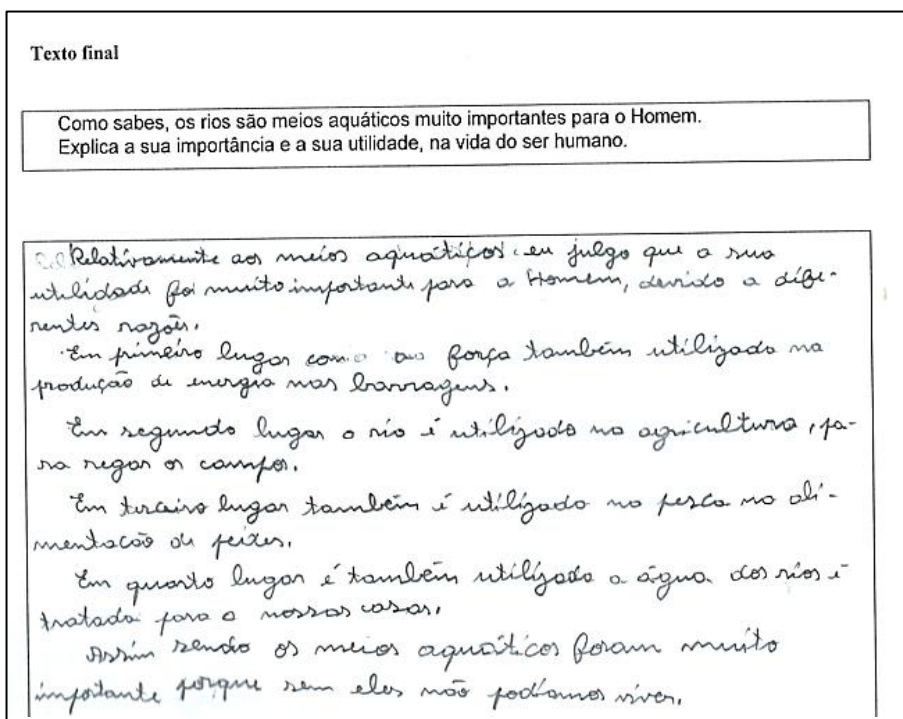 Texto final
Como sabes, os rios são meios aquáticos muito importantes para o Homem.
Explica a sua importância e a sua utilidade, na vida do ser humano.
Relativamente aos meios aquáticos eu julgo que a sua
utilidade foi muito importante para o Homem, devido a dife-
rentes razões.
Em primeiro lugar como força também utilizada na
produção de energia nas barragens.
Em segundo lugar o rio é utilizado na agricultura, pa-
ra regar os campos.
Em terceiro lugar também é utilizado na pesca na ali-
mentacão de peixes.
Em quarto lugar é também utilizado a água dos rios é
tratada para a nossas casas.
Assim sendo os meios aquáticos foram muito
importante porque sem eles não podíamos viver.